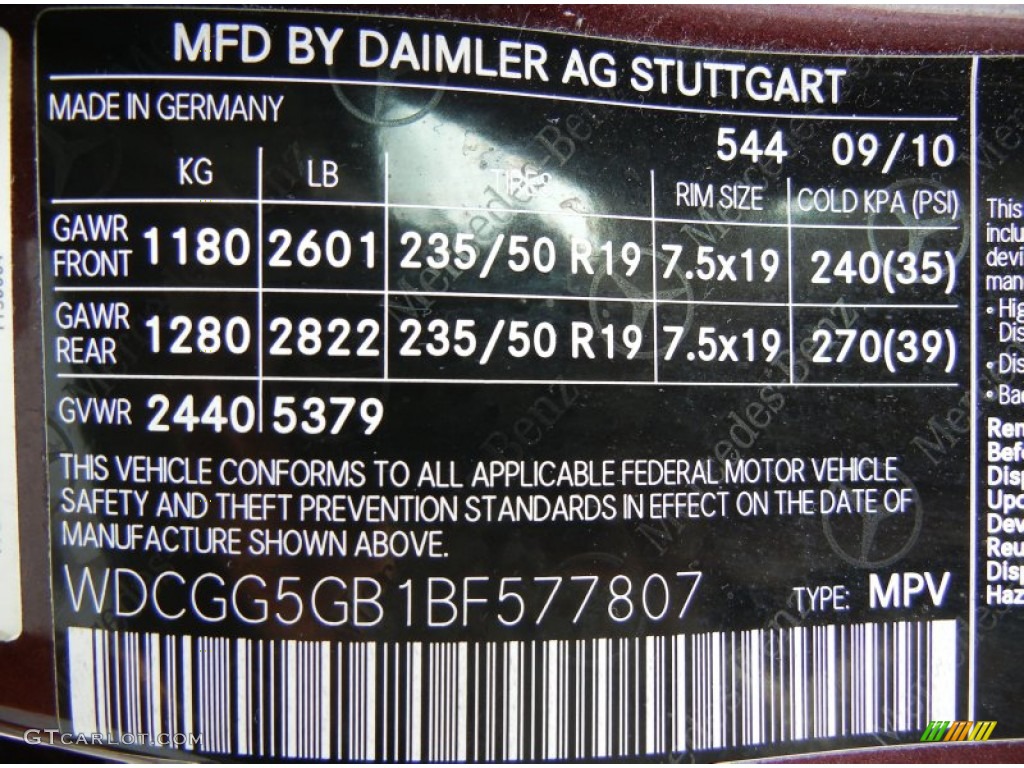 MFD BY DAIMLER AG STUTTGART
MADE IN GERMANY
544 09/10
KG LB TIRES RIM SIZE COLD KPA (PSI)
GAWR FRONT 1180 2601 235/50 R19 7.5x19 240(35)
GAWR REAR 1280 2822 235/50 R19 7.5x19 270(39)
GVWR 2440 5379
THIS VEHICLE CONFORMS TO ALL APPLICABLE FEDERAL MOTOR VEHICLE
SAFETY AND THEFT PREVENTION STANDARDS IN EFFECT ON THE DATE OF
MANUFACTURE SHOWN ABOVE.
WDCGG5GB1BF577807 TYPE: MPV
This
GTcarlot.com